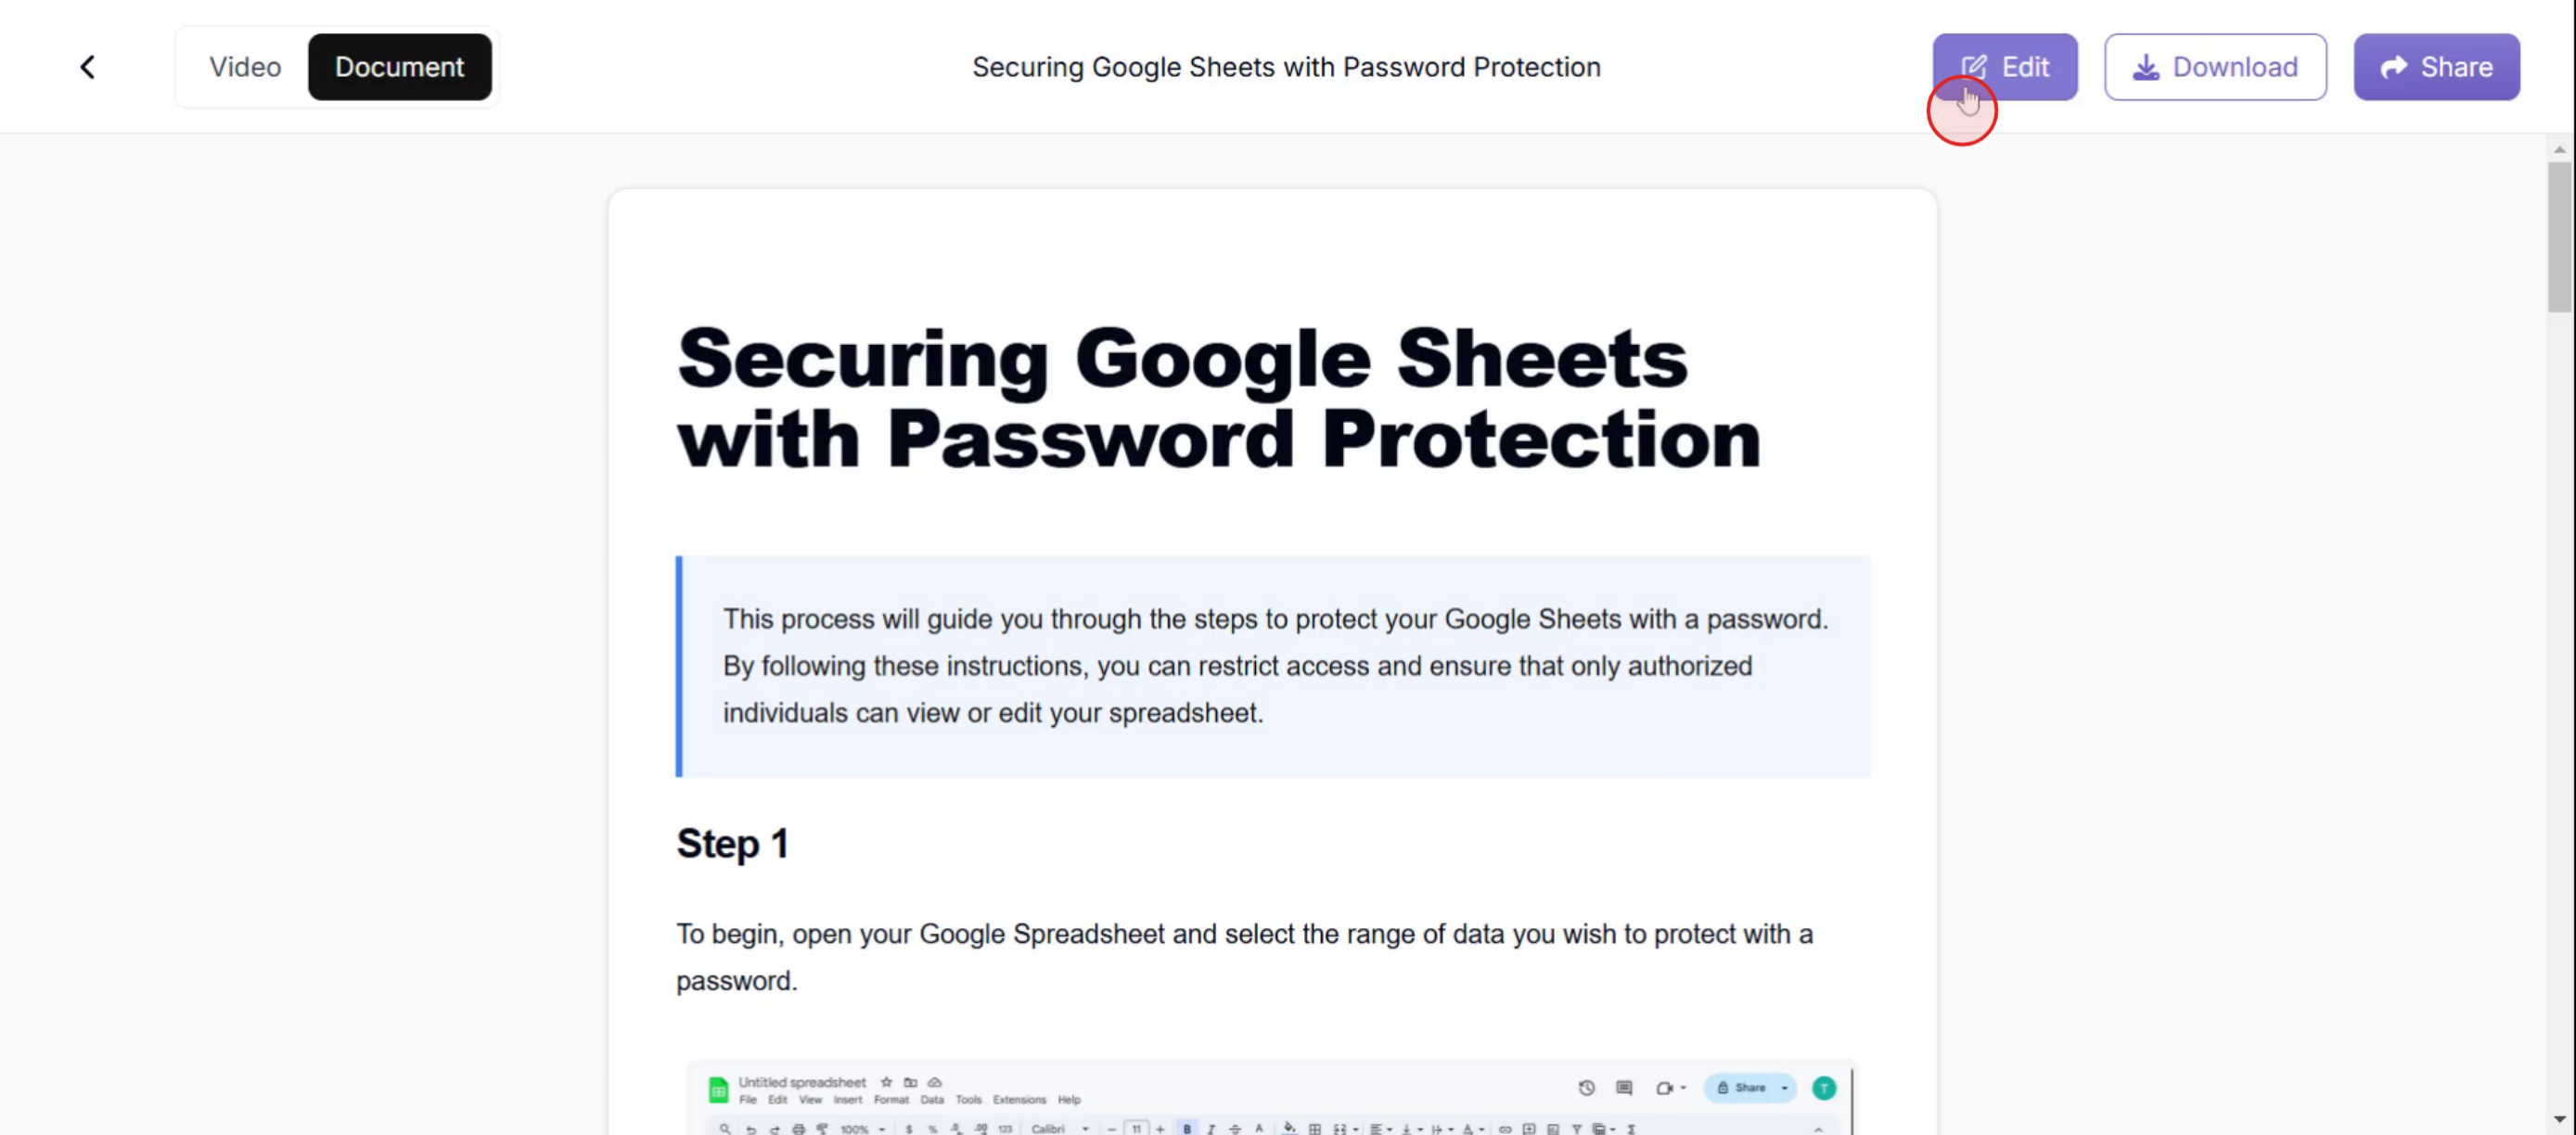 Video Document Securing Google Sheets with Password Protection Edit Download Share
Securing Google Sheets
with Password Protection
This process will guide you through the steps to protect your Google Sheets with a password.
By following these instructions, you can restrict access and ensure that only authorized
individuals can view or edit your spreadsheet.
Step 1
To begin, open your Google Spreadsheet and select the range of data you wish to protect with a
password.
Untitled spreadsheet
Share T
File Edit View Insert Format Data Tools Extensions Help
100% $ % .0 .00 123 Calibri - 11 + B I A A Σ